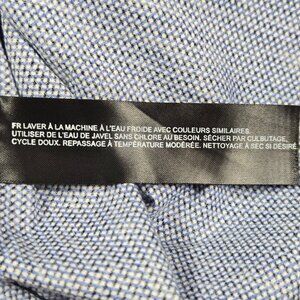 FR LAVER À LA MACHINE À L'EAU FROIDE AVEC COULEURS SIMILAIRES.
UTILISER DE L'EAU DE JAVEL SANS CHLORE AU BESOIN. SÉCHER PAR CULBUTAGE,
CYCLE DOUX. REPASSAGE À TEMPÉRATURE MODÉRÉE. NETTOYAGE À SEC SI DÉSIRÉ.